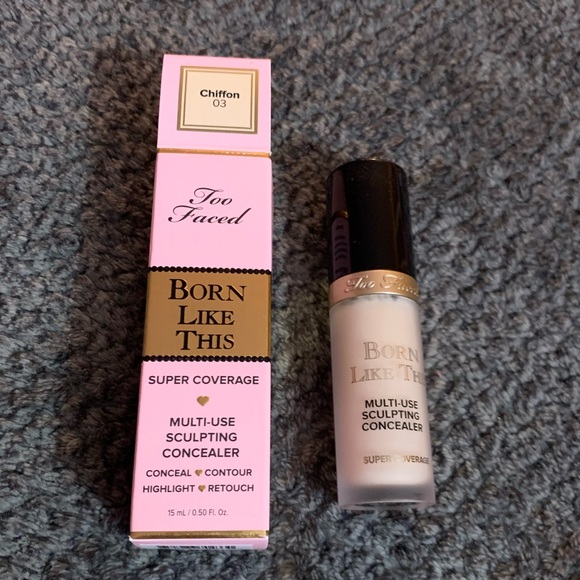 Chiffon
03
Too
Faced
BORN
LIKE
THIS
SUPER COVERAGE
MULTI-USE
SCULPTING
CONCEALER
CONCEAL CONTOUR
HIGHLIGHT RETOUCH
15 mL / 0.50 Fl. Oz.
Too Faced
BORN
LIKE THIS
MULTI-USE
SCULPTING
CONCEALER
SUPER COVERAGE